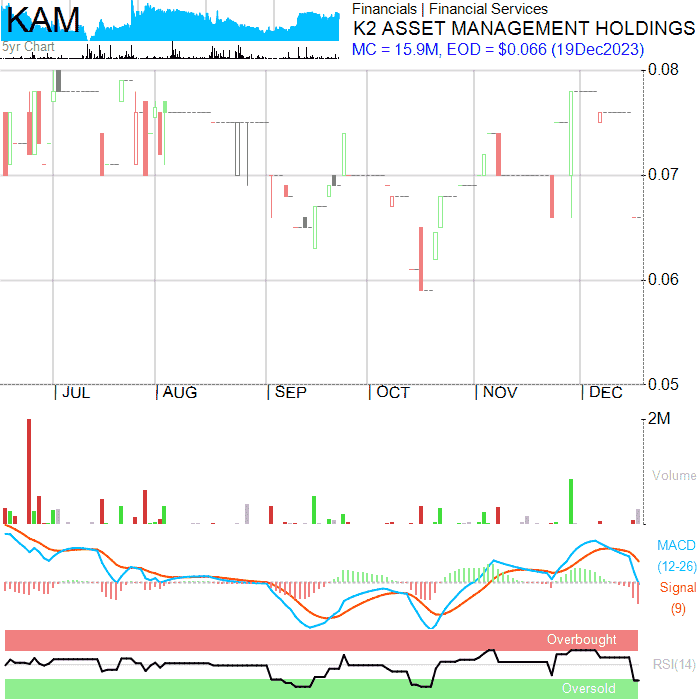 KAM
5yr Chart
Financials | Financial Services
K2 ASSET MANAGEMENT HOLDINGS
MC = 15.9M, EOD = $0.066 (19Dec2023)
0.08
0.07
0.06
0.05
JUL AUG SEP OCT NOV DEC
2M
Volume
MACD
(12-26)
Signal
(9)
Overbought
RSI(14)
Oversold